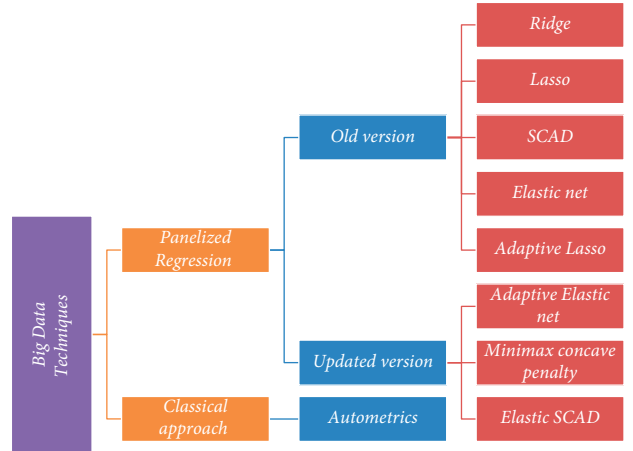 Big Data
Techniques
Panelized
Regression
Classical
approach
Old version
Updated version
Autometrics
Ridge
Lasso
SCAD
Elastic net
Adaptive Lasso
Adaptive Elastic
net
Minimax concave
penalty
Elastic SCAD